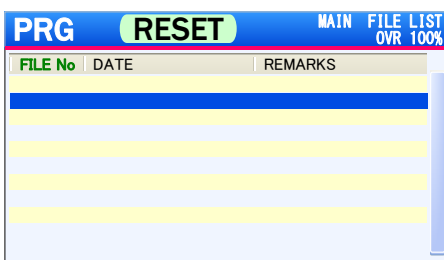 PRG RESET MAIN FILE LIST
OVR 100%
FILE No DATE REMARKS